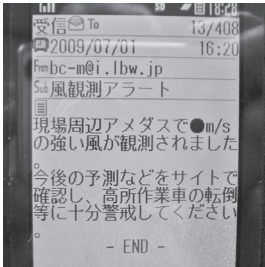 18:28
受信 To 13/408
2009/07/01 16:20
From bc-m@i.lbw.jp
Sub 風観測アラート
現場周辺アメダスで●m/s
の強い風が観測されました
。
今後の予測などをサイトで
確認し、高所作業車の転倒
等に十分警戒してください
。
- END -